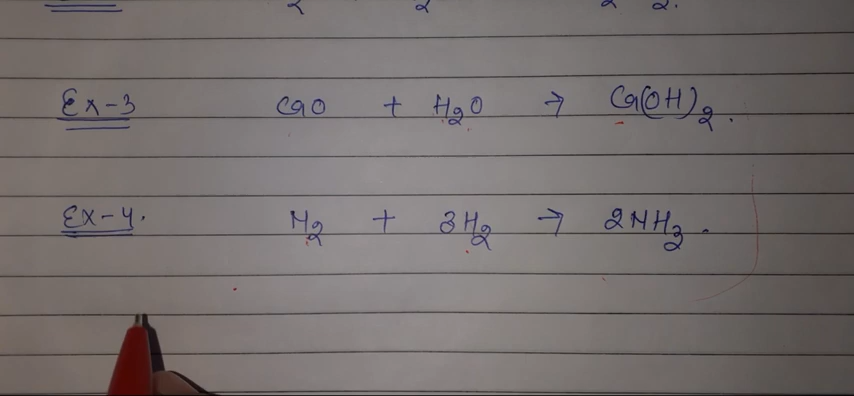 Ex-3 CaO + H2O → Ca(OH)2.
Ex-4. N2 + 3H2 → 2NH3.